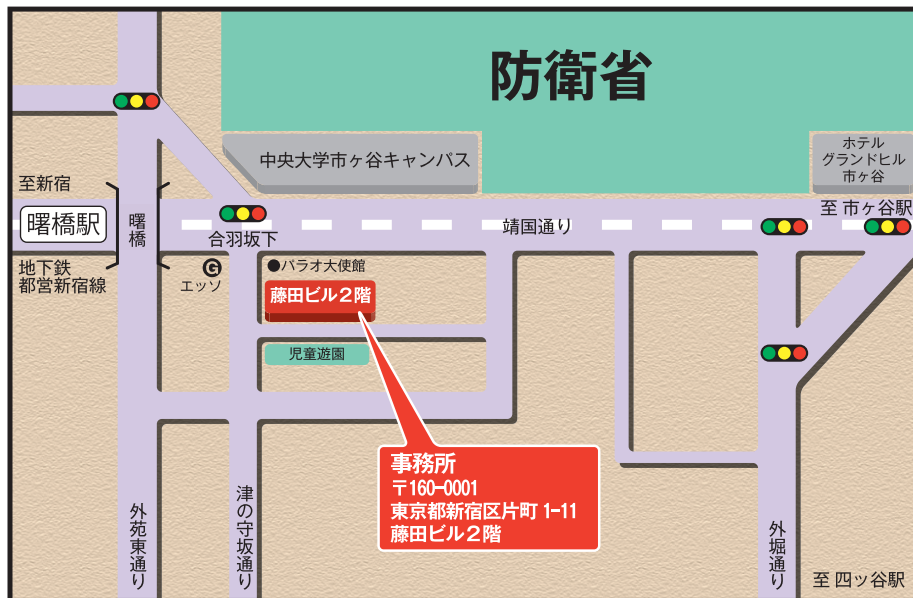 防衛省
中央大学市ヶ谷キャンパス
ホテル
グランドヒル
市ヶ谷
至新宿
曙橋駅
曙橋
地下鉄
都営新宿線
合羽坂下
靖国通り
至 市ヶ谷駅
G
エッソ
●パラオ大使館
藤田ビル2階
児童遊園
事務所
〒160-0001
東京都新宿区片町 1-11
藤田ビル2階
外苑東通り
津の守坂通り
外堀通り
至 四ッ谷駅